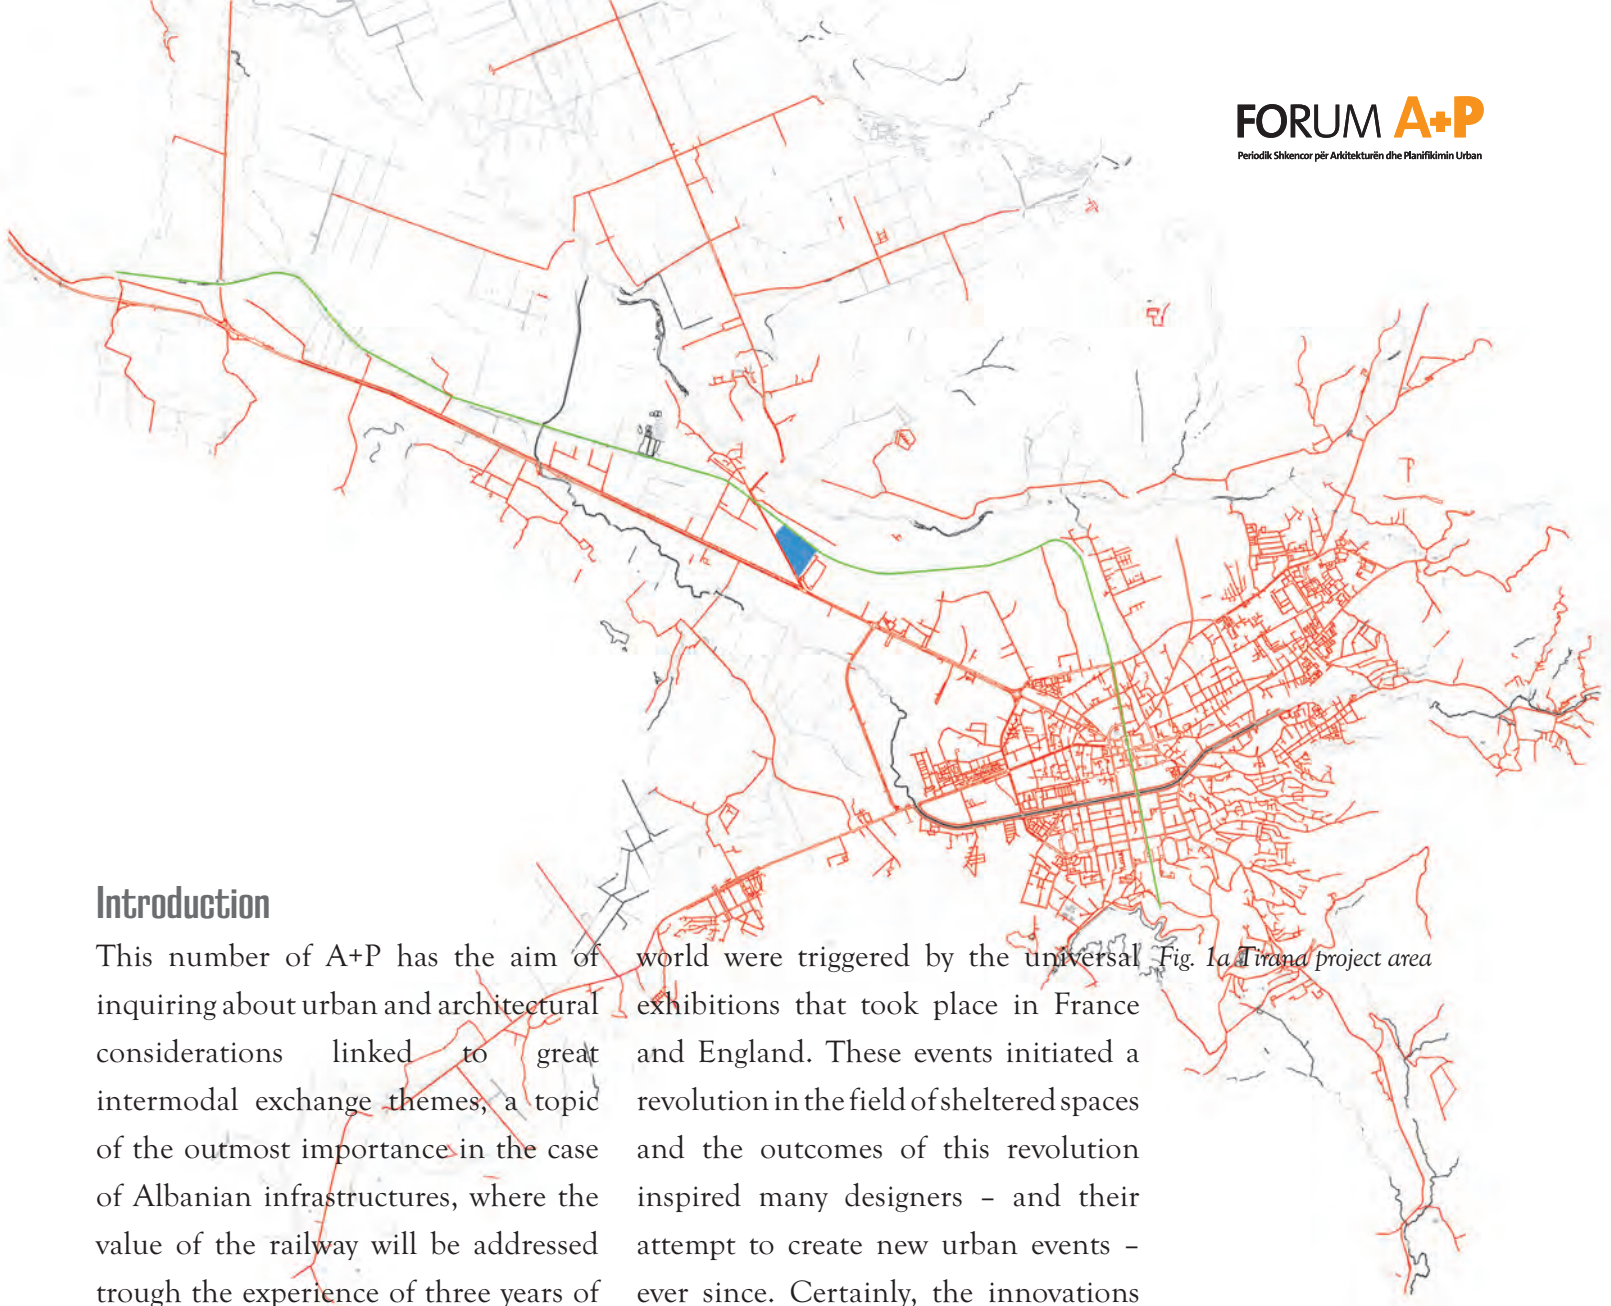 FORUM A+P
Periodik Shkencor për Arkitekturën dhe Planifikimin Urban
Introduction
This number of A+P has the aim of
inquiring about urban and architectural
considerations linked to great
intermodal exchange themes, a topic
of the outmost importance in the case
of Albanian infrastructures, where the
value of the railway will be addressed
trough the experience of three years of
world were triggered by the universal
exhibitions that took place in France
and England. These events initiated a
revolution in the field of sheltered spaces
and the outcomes of this revolution
inspired many designers – and their
attempt to create new urban events –
ever since. Certainly, the innovations
Fig. 1a Tirana project area